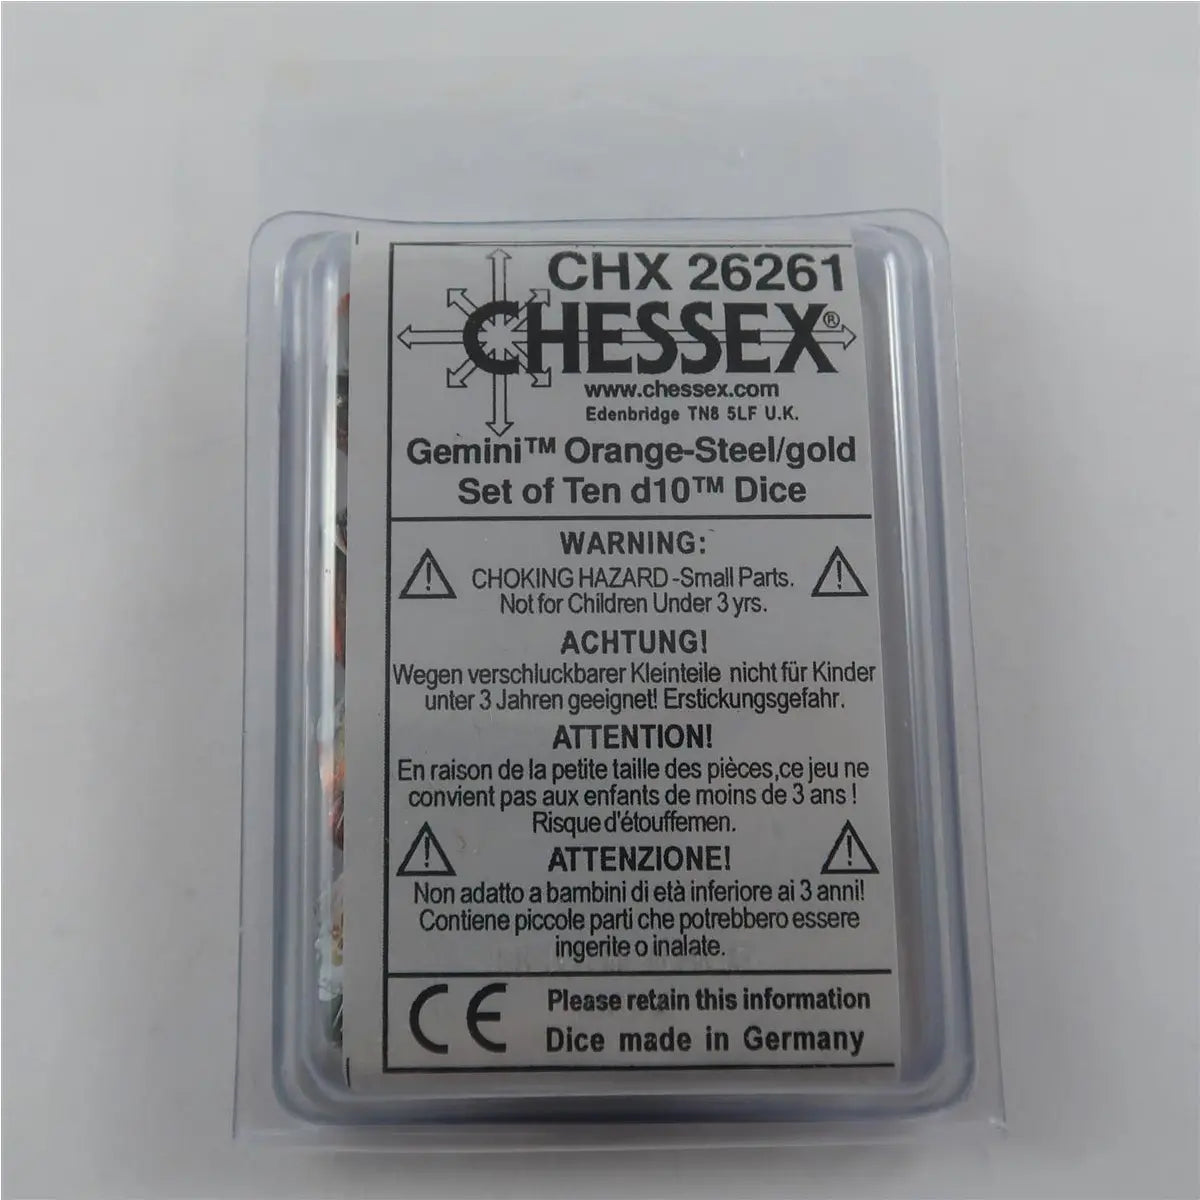 CHX 26261
CHESSEX®
www.chessex.com
Edenbridge TN8 5LF U.K.
Gemini™ Orange-Steel/gold
Set of Ten d10™ Dice
WARNING:
CHOKING HAZARD -Small Parts.
Not for Children Under 3 yrs.
ACHTUNG!
Wegen verschluckbarer Kleinteile nicht für Kinder
unter 3 Jahren geeignet! Erstickungsgefahr.
ATTENTION!
En raison de la petite taille des pièces,ce jeu ne
convient pas aux enfants de moins de 3 ans !
Risque d'étouffemen.
ATTENZIONE!
Non adatto a bambini di età inferiore ai 3 anni!
Contiene piccole parti che potrebbero essere
ingerite o inalate.
CE
Please retain this information
Dice made in Germany